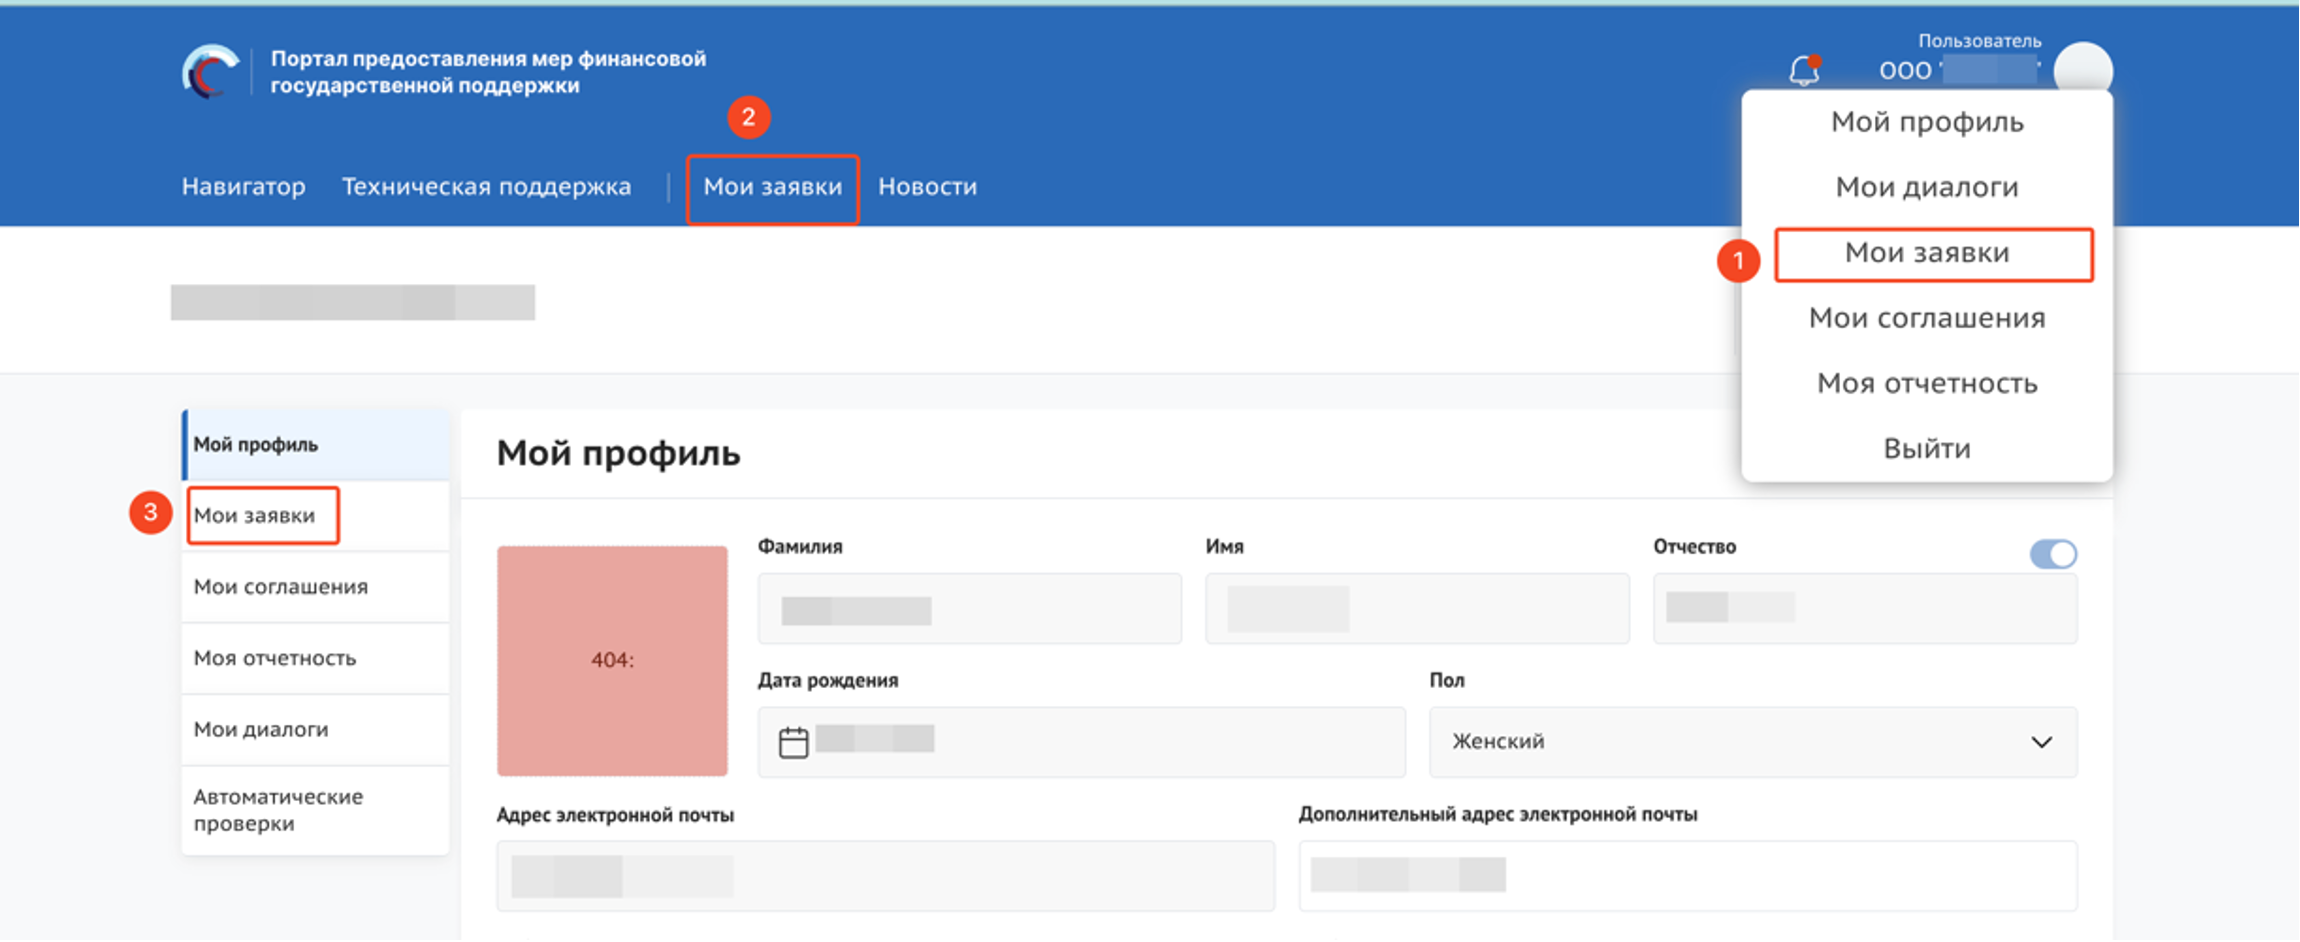 Портал предоставления мер финансовой
государственной поддержки
Пользователь
ООО "
2
Навигатор Техническая поддержка | Мои заявки Новости
Мой профиль
Мои диалоги
1
Мои заявки
Мои соглашения
Моя отчетность
Выйти
Мой профиль
3
Мои заявки
Мои соглашения
Моя отчетность
Мои диалоги
Автоматические
проверки
Мой профиль
404:
Фамилия Имя Отчество
Дата рождения Пол
Женский
Адрес электронной почты Дополнительный адрес электронной почты